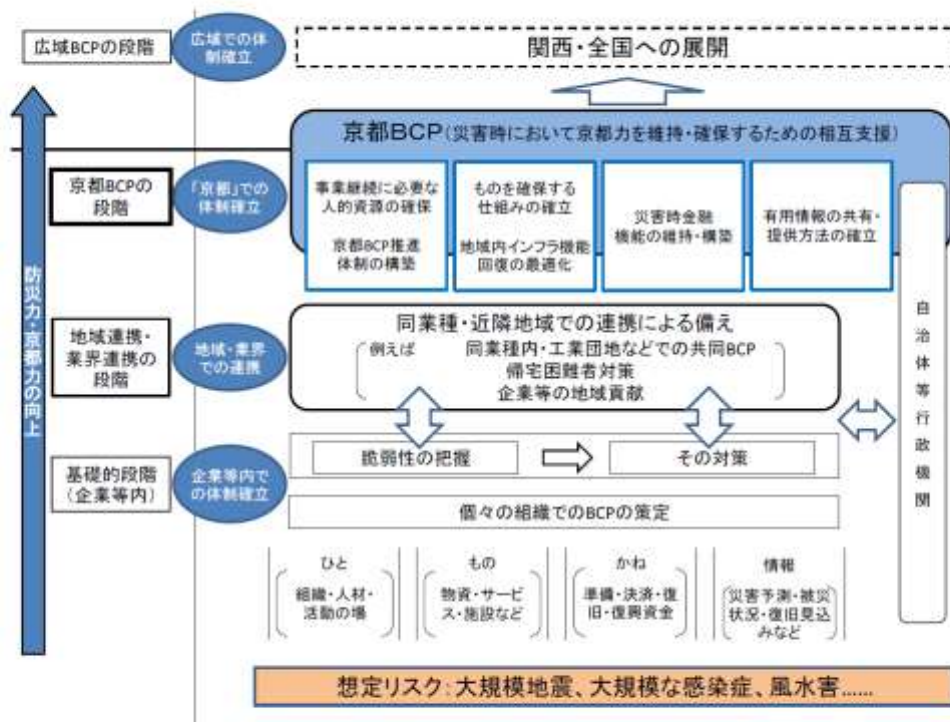 広域BCPの段階
広域での体
制確立
関西・全国への展開
京都BCP(災害時において京都力を維持・確保するための相互支援)
京都BCPの
段階
「京都」での
体制確立
事業継続に必要な
人的資源の確保
京都BCP推進
体制の構築
ものを確保する
仕組みの確立
地域内インフラ機能
回復の最適化
災害時金融
機能の維持・構築
有用情報の共有・
提供方法の確立
防災力・京都力の向上
自治体等行政機関
地域連携・
業界連携の
段階
地域・業界
での連携
同業種・近隣地域での連携による備え
例えば 同業種内・工業団地などでの共同BCP
帰宅困難者対策
企業等の地域貢献
基礎的段階
(企業等内)
企業等内で
の体制確立
脆弱性の把握
その対策
個々の組織でのBCPの策定
ひと
組織・人材・
活動の場
もの
物資・サービ
ス・施設など
かね
準備・決済・復
旧・復興資金
情報
災害予測・被災
状況・復旧見込
みなど
想定リスク:大規模地震、大規模な感染症、風水害……